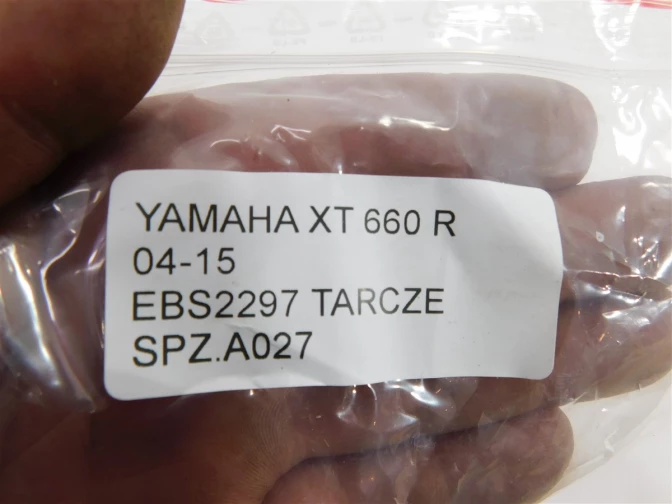 YAMAHA XT 660 R
04-15
EBS2297 TARCZE
SPZ.A027